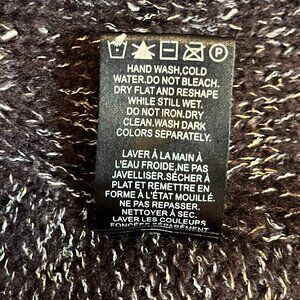 HAND WASH,COLD
WATER.DO NOT BLEACH.
DRY FLAT AND RESHAPE
WHILE STILL WET.
DO NOT IRON.DRY
CLEAN.WASH DARK
COLORS SEPARATELY.
LAVER À LA MAIN À
L'EAU FROIDE,NE PAS
JAVELLISER.SÉCHER À
PLAT ET REMETTRE EN
FORME À L'ÉTAT MOUILLÉ.
NE PAS REPASSER.
NETTOYER À SEC.
LAVER LES COULEURS
FONCÉES SÉPARÉMENT